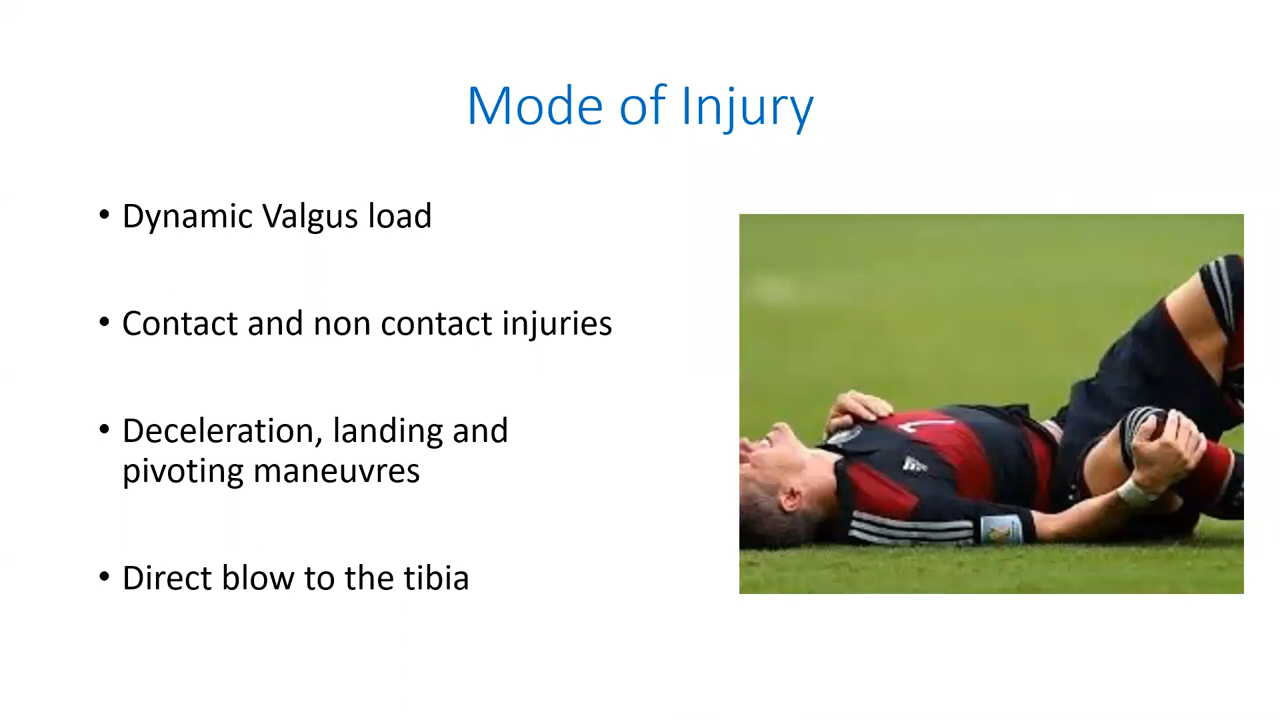 Mode of Injury
• Dynamic Valgus load
• Contact and non contact injuries
• Deceleration, landing and
pivoting maneuvres
• Direct blow to the tibia